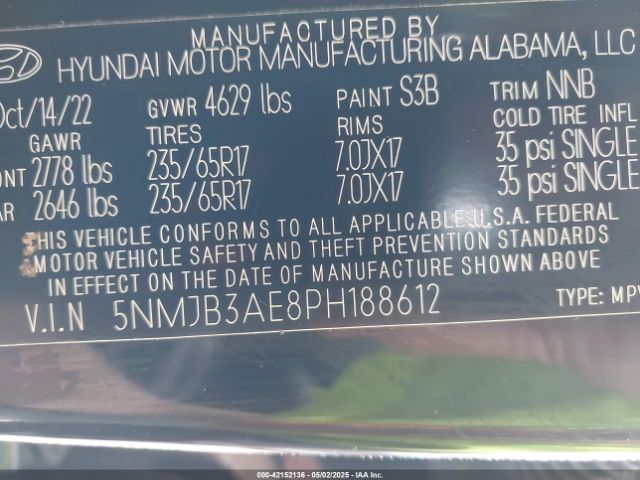 MANUFACTURED BY
HYUNDAI MOTOR MANUFACTURING ALABAMA, LLC
Oct/14/22 GVWR 4629 lbs PAINT S3B TRIM NNB
GAWR TIRES RIMS COLD TIRE INFL
ONT 2778 lbs 235/65R17 7.0JX17 35 psi SINGLE
AR 2646 lbs 235/65R17 7.0JX17 35 psi SINGLE
THIS VEHICLE CONFORMS TO ALL APPLICABLE U.S.A. FEDERAL
MOTOR VEHICLE SAFETY AND THEFT PREVENTION STANDARDS
IN EFFECT ON THE DATE OF MANUFACTURE SHOWN ABOVE
V.I.N 5NMJB3AE8PH188612 TYPE: MPV
000-42152136 - 05/02/2025 - IAAI.COM